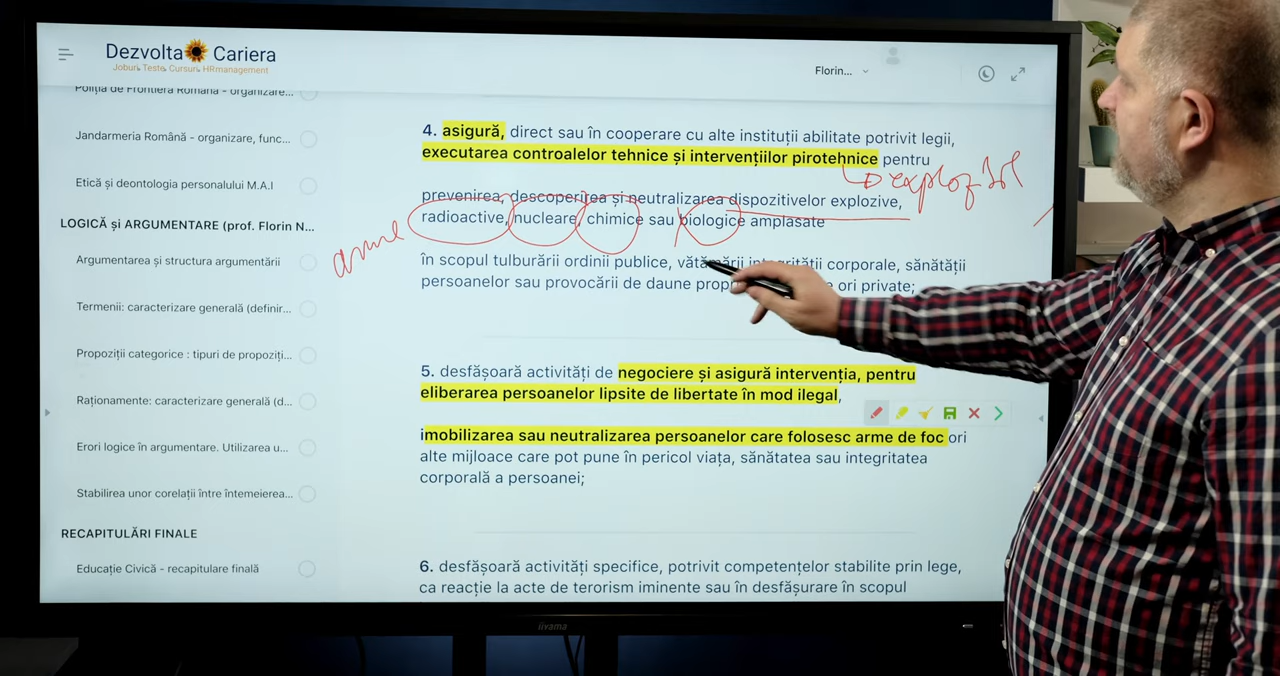 Dezvolta Cariera
Joburi. Teste. Cursuri. HRmanagement
Florin...
Poliția de Frontieră Română - organizare...
Jandarmeria Română - organizare, func...
Etică și deontologia personalului M.A.I
LOGICĂ și ARGUMENTARE (prof. Florin N...
Argumentarea și structura argumentării
Termenii: caracterizare generală (definir...
Propoziții categorice : tipuri de propoziți...
Raționamente: caracterizare generală (d...
Erori logice în argumentare. Utilizarea u...
Stabilirea unor corelații între întemeierea...
RECAPITULĂRI FINALE
Educație Civică - recapitulare finală
4. asigură, direct sau în cooperare cu alte instituții abilitate potrivit legii,
executarea controalelor tehnice și intervențiilor pirotehnice pentru
prevenirea, descoperirea și neutralizarea dispozitivelor explozive,
radioactive, nucleare, chimice sau biologice amplasate
arme
în scopul tulburării ordinii publice, vătămării integrității corporale, sănătății
persoanelor sau provocării de daune ori private;
5. desfășoară activități de negociere și asigură intervenția, pentru
eliberarea persoanelor lipsite de libertate în mod ilegal,
imobilizarea sau neutralizarea persoanelor care folosesc arme de foc ori
alte mijloace care pot pune în pericol viața, sănătatea sau integritatea
corporală a persoanei;
6. desfășoară activități specifice, potrivit competențelor stabilite prin lege,
ca reacție la acte de terorism iminente sau în desfășurare în scopul
iiyama